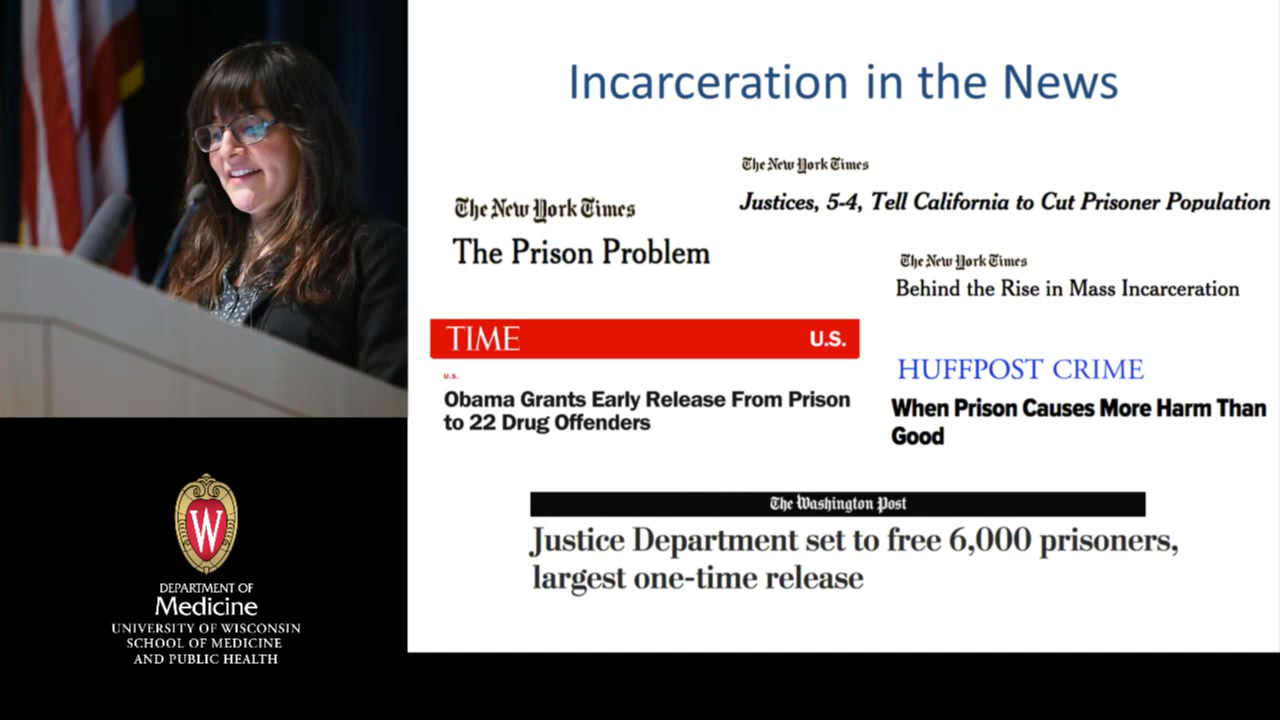 Incarceration in the News
The New York Times
Justices, 5-4, Tell California to Cut Prisoner Population
The New York Times
The Prison Problem
The New York Times
Behind the Rise in Mass Incarceration
TIME U.S.
U.S.
Obama Grants Early Release From Prison
to 22 Drug Offenders
HUFFPOST CRIME
When Prison Causes More Harm Than
Good
The Washington Post
Justice Department set to free 6,000 prisoners,
largest one-time release
W
DEPARTMENT OF
Medicine
UNIVERSITY OF WISCONSIN
SCHOOL OF MEDICINE
AND PUBLIC HEALTH